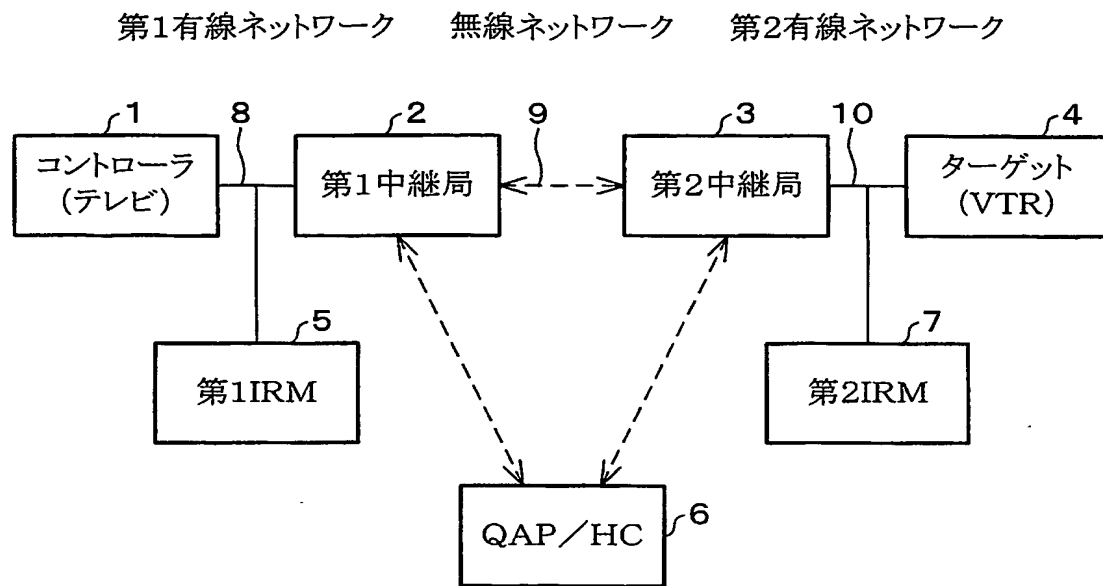 第1有線ネットワーク 無線ネットワーク 第2有線ネットワーク
1 8 2 9 3 10 4
コントローラ
(テレビ)
第1中継局
第2中継局
ターゲット
(VTR)
5
第1IRM
7
第2IRM
QAP／HC
6